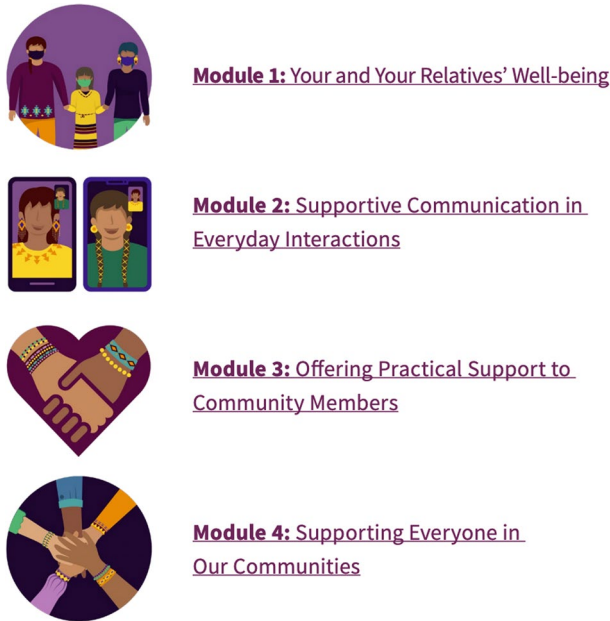 Module 1: Your and Your Relatives’ Well-being
Module 2: Supportive Communication in
Everyday Interactions
Module 3: Offering Practical Support to
Community Members
Module 4: Supporting Everyone in
Our Communities